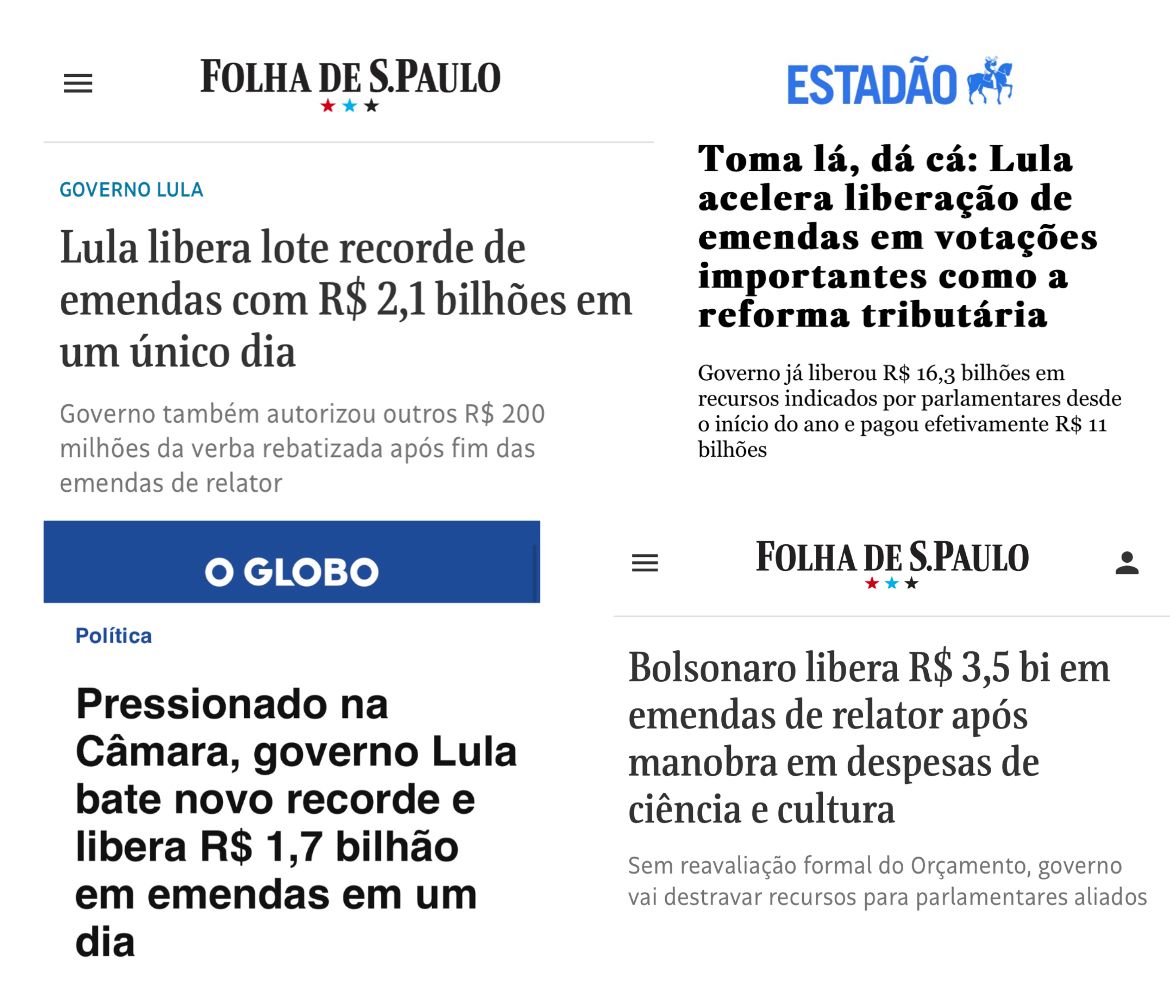 FOLHA DE S.PAULO
GOVERNO LULA
Lula libera lote recorde de
emendas com R$ 2,1 bilhões em
um único dia
Governo também autorizou outros R$ 200
milhões da verba rebatizada após fim das
emendas de relator
ESTADÃO
Toma lá, dá cá: Lula
acelera liberação de
emendas em votações
importantes como a
reforma tributária
Governo já liberou R$ 16,3 bilhões em
recursos indicados por parlamentares desde
o início do ano e pagou efetivamente R$ 11
bilhões
O GLOBO
Política
Pressionado na
Câmara, governo Lula
bate novo recorde e
libera R$ 1,7 bilhão
em emendas em um
dia
FOLHA DE S.PAULO
Bolsonaro libera R$ 3,5 bi em
emendas de relator após
manobra em despesas de
ciência e cultura
Sem reavaliação formal do Orçamento, governo
vai destravar recursos para parlamentares aliados